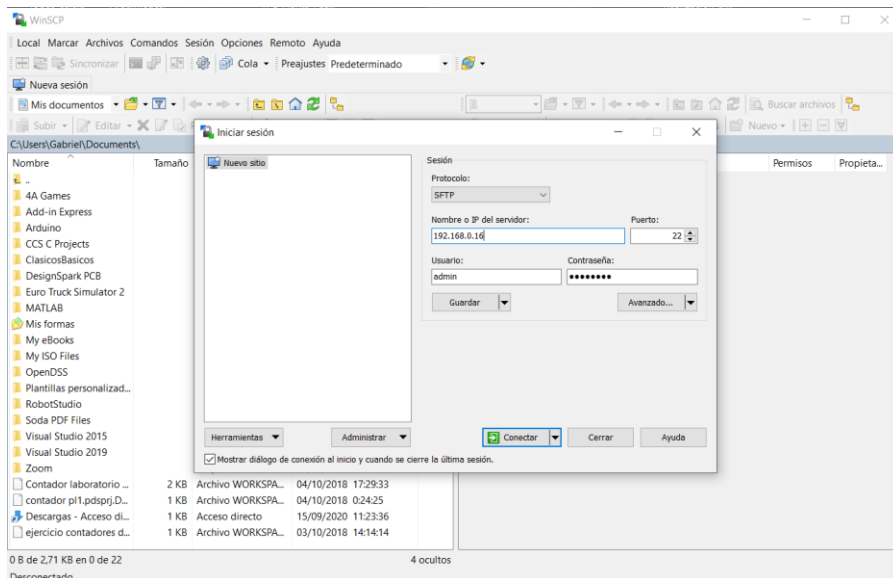 WinSCP
Local Marcar Archivos Comandos Sesión Opciones Remoto Ayuda
Sincronizar Cola Preajustes Predeterminado
Nueva sesión
Mis documentos Buscar archivos
Subir Editar Nuevo
Iniciar sesión
C:\Users\Gabriel\Documents\
Nombre Tamaño Permisos Propieta...
Nuevo sitio
Sesión
Protocolo:
SFTP
Nombre o IP del servidor: Puerto:
192.168.0.16 22
Usuario: Contraseña:
admin ••••••••
Guardar Avanzado...
..
4A Games
Add-in Express
Arduino
CCS C Projects
ClasicosBasicos
DesignSpark PCB
Euro Truck Simulator 2
MATLAB
Mis formas
My eBooks
My ISO Files
OpenDSS
Plantillas personalizad...
RobotStudio
Soda PDF Files
Visual Studio 2015
Visual Studio 2019
Zoom
Herramientas Administrar Conectar Cerrar Ayuda
Mostrar diálogo de conexión al inicio y cuando se cierre la última sesión.
Contador laboratorio ... 2 KB Archivo WORKSPA... 04/10/2018 17:29:33
contador pl1.pdsprj.D... 1 KB Archivo WORKSPA... 04/10/2018 0:24:25
Descargas - Acceso di... 1 KB Acceso directo 15/09/2020 11:23:36
ejercicio contadores d... 1 KB Archivo WORKSPA... 03/10/2018 14:14:14
0 B de 2,71 KB en 0 de 22 4 ocultos
Desconectado